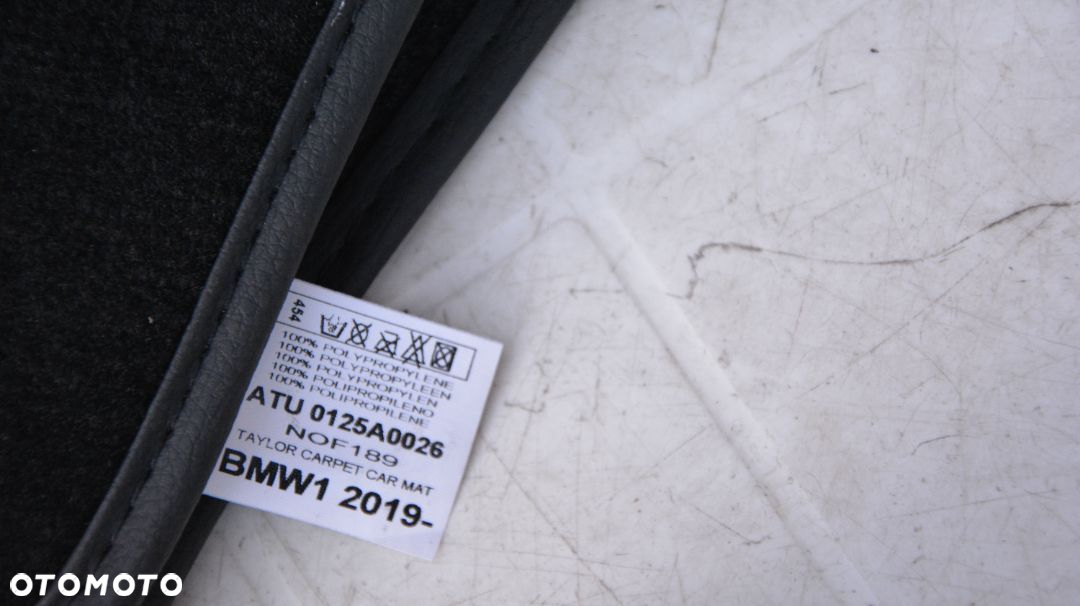 454
100% POLYPROPYLENE
100% POLYPROPYLEEN
100% POLYPROPYLEN
100% POLIPROPILENO
100% POLIPROPILENE
ATU 0125A0026
NOF189
TAYLOR CARPET CAR MAT
BMW1 2019-
OTOMOTO